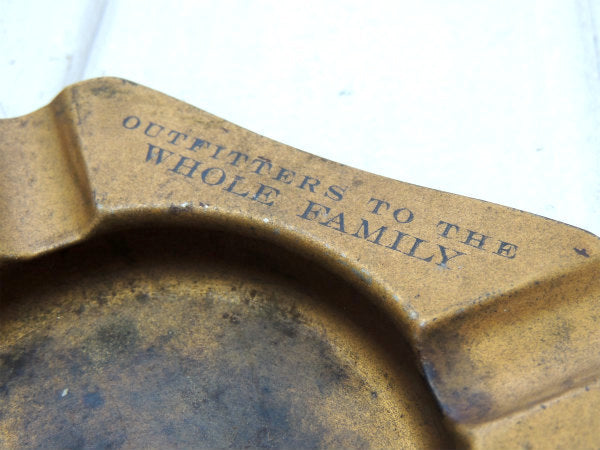 OUTFITTERS TO THE
WHOLE FAMILY